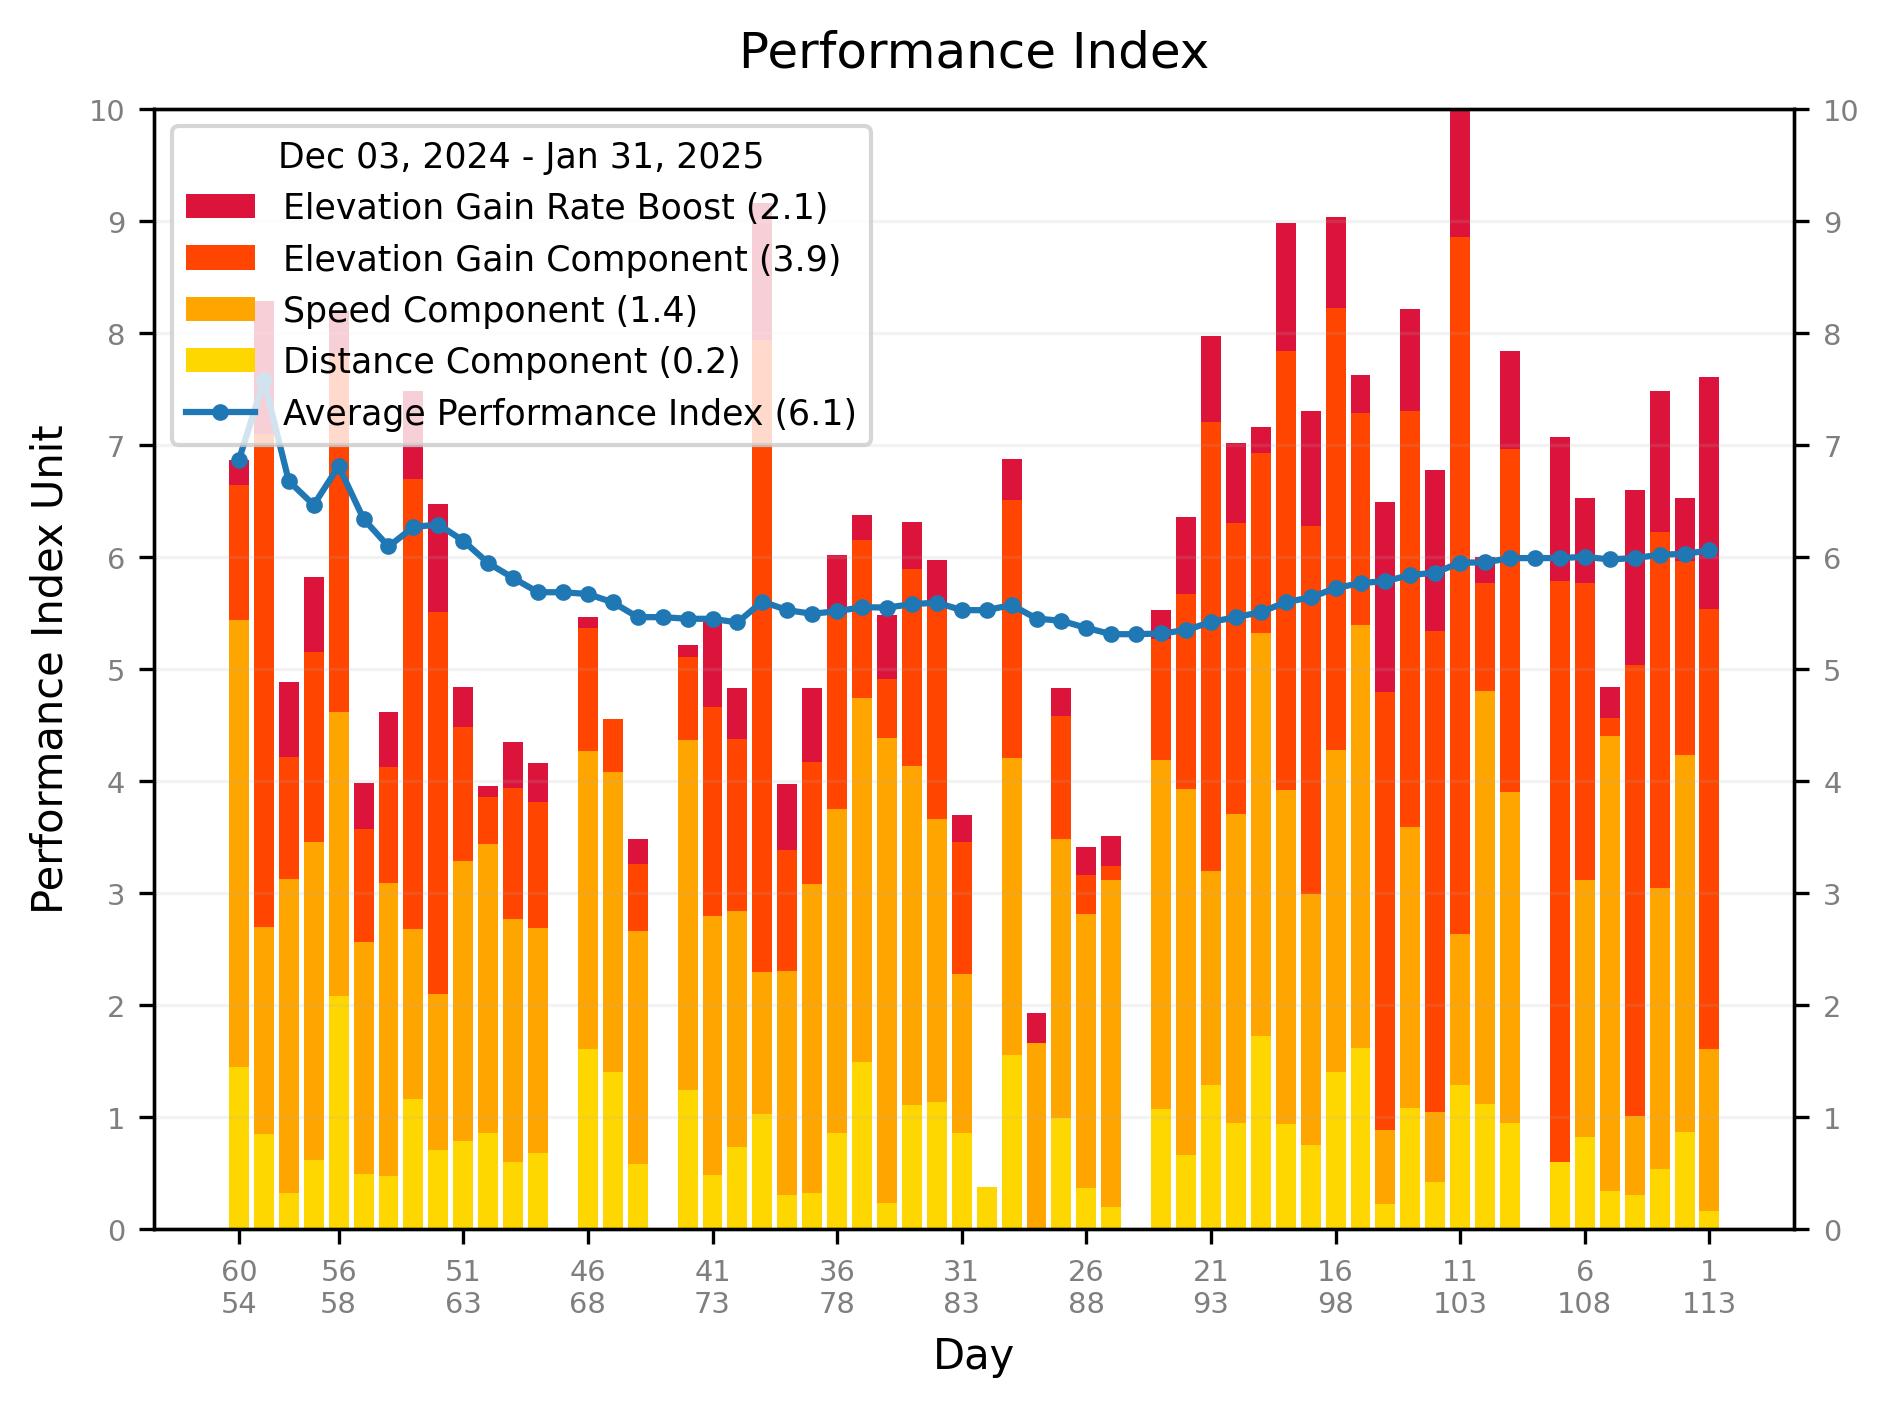 Performance Index
Dec 03, 2024 - Jan 31, 2025
Elevation Gain Rate Boost (2.1)
Elevation Gain Component (3.9)
Speed Component (1.4)
Distance Component (0.2)
Average Performance Index (6.1)
Performance Index Unit
10
9
8
7
6
5
4
3
2
1
0
10
9
8
7
6
5
4
3
2
1
0
60 56 51 46 41 36 31 26 21 16 11 6 1
54 58 63 68 73 78 83 88 93 98 103 108 113
Day